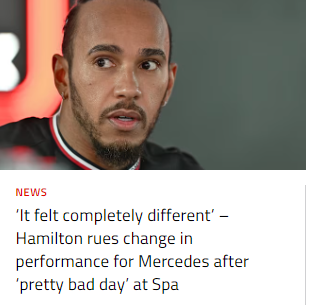 NEWS
‘It felt completely different’ –
Hamilton rues change in
performance for Mercedes after
‘pretty bad day’ at Spa